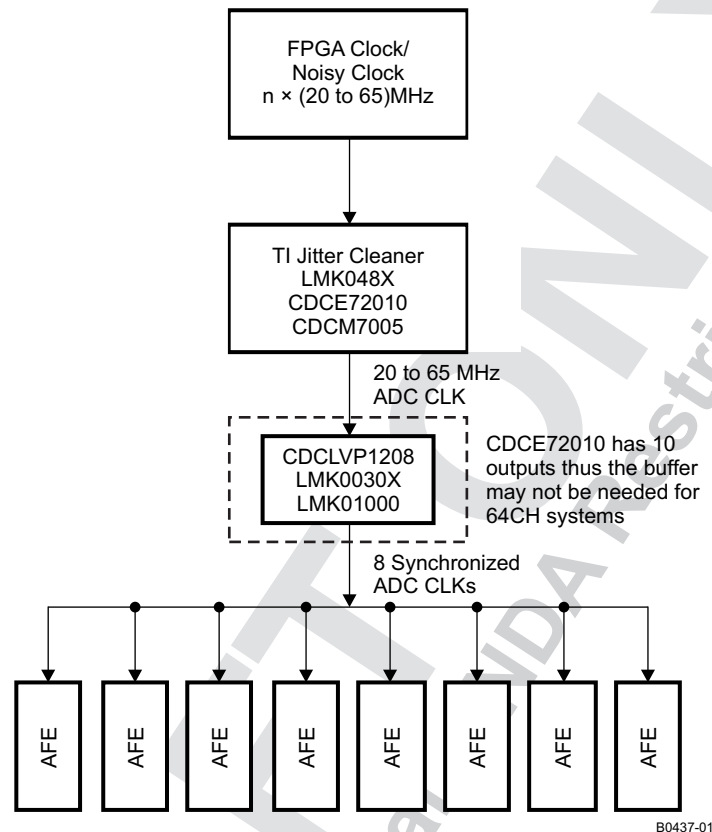 FPGA Clock/
Noisy Clock
n × (20 to 65)MHz
TI Jitter Cleaner
LMK048X
CDCE72010
CDCM7005
20 to 65 MHz
ADC CLK
CDCLVP1208
LMK0030X
LMK01000
CDCE72010 has 10
outputs thus the buffer
may not be needed for
64CH systems
8 Synchronized
ADC CLKs
AFE
AFE
AFE
AFE
AFE
AFE
AFE
AFE
B0437-01